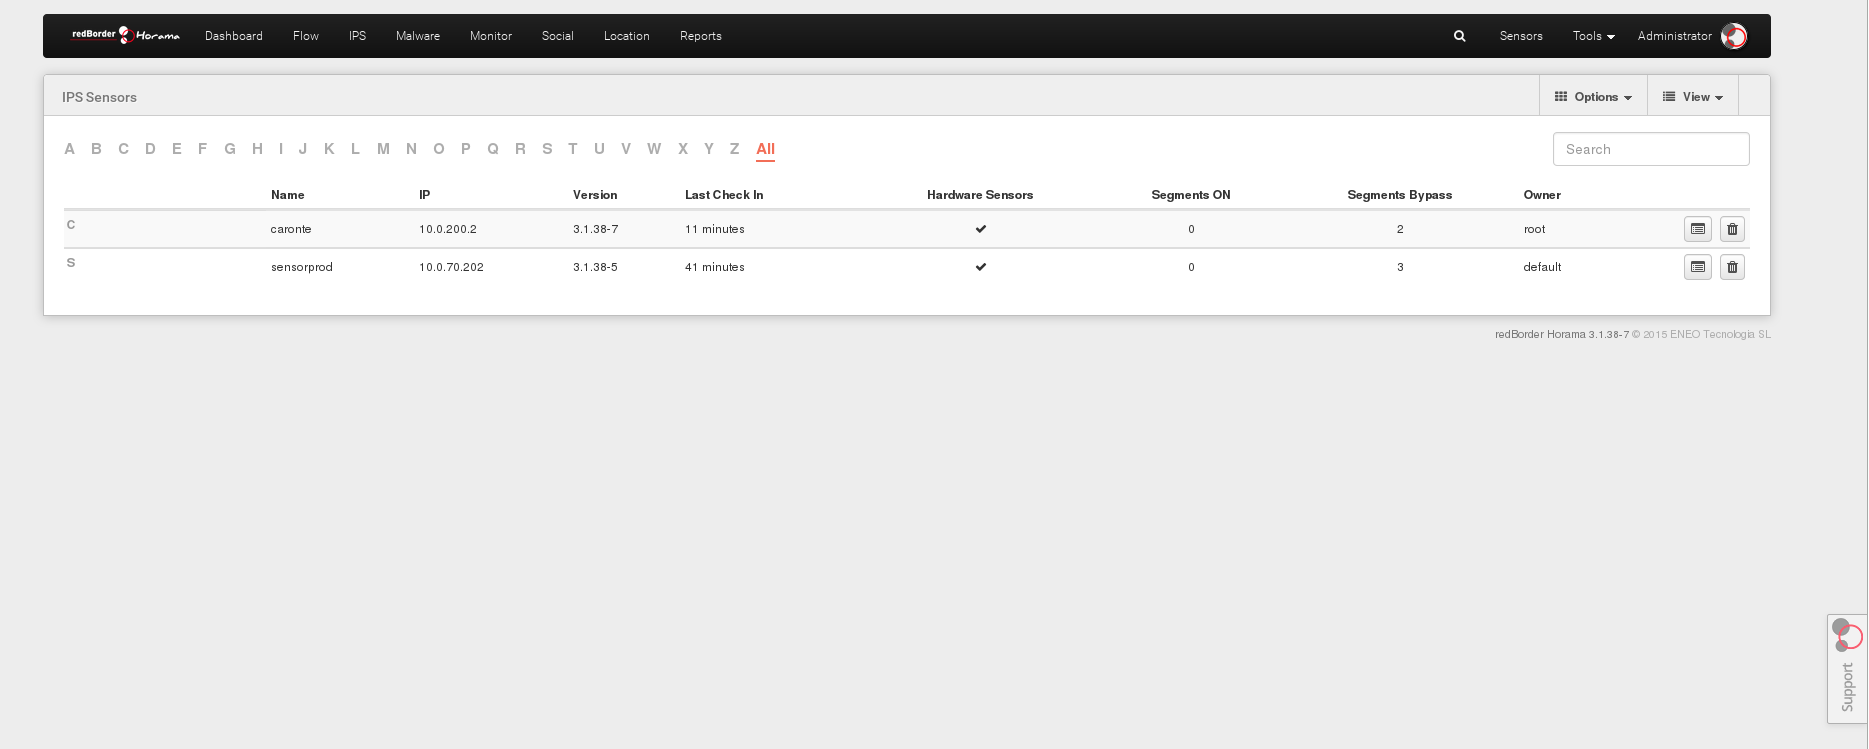 redBorder Horama Dashboard Flow IPS Malware Monitor Social Location Reports Sensors Tools Administrator
IPS Sensors Options View
A B C D E F G H I J K L M N O P Q R S T U V W X Y Z All Search
Name IP Version Last Check In Hardware Sensors Segments ON Segments Bypass Owner
C caronte 10.0.200.2 3.1.38-7 11 minutes 0 2 root
S sensorprod 10.0.70.202 3.1.38-5 41 minutes 0 3 default
redBorder Horama 3.1.38-7 © 2015 ENEO Tecnologia SL
Support